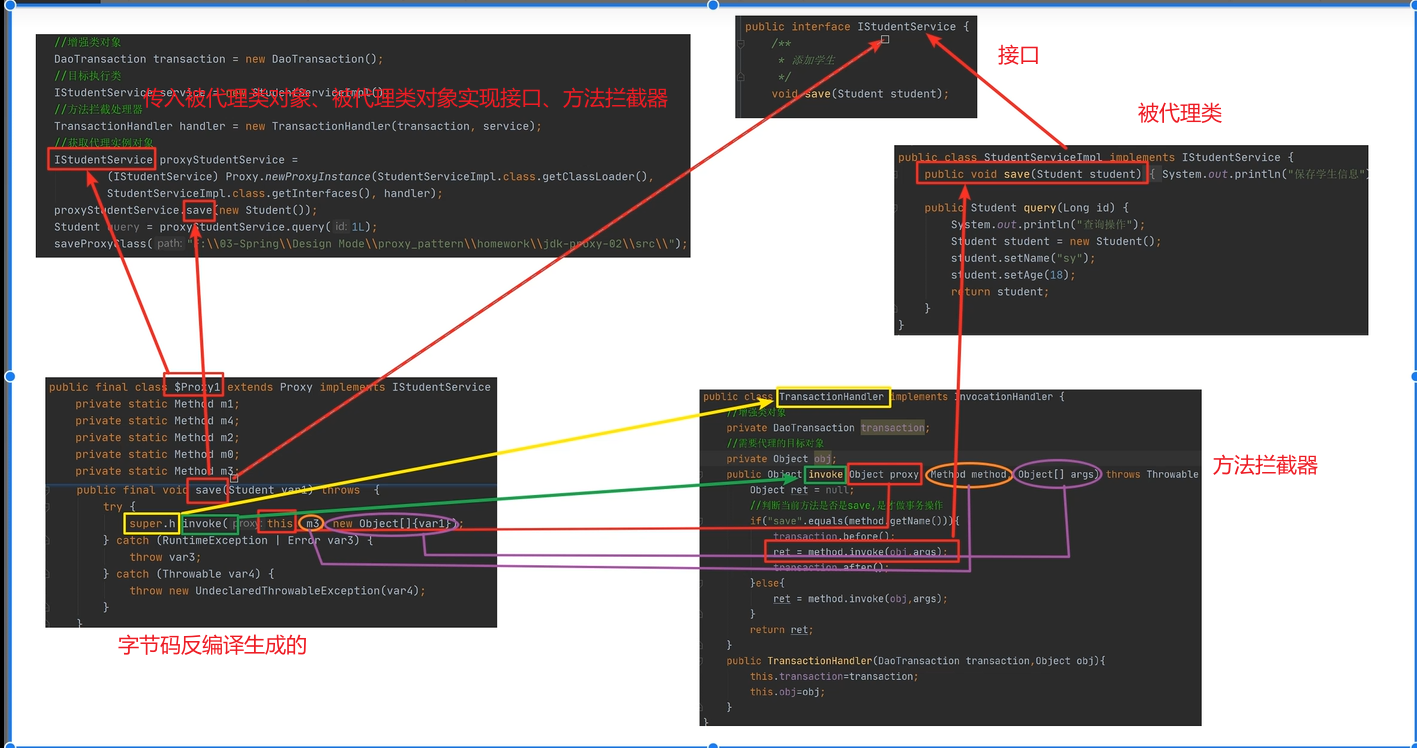 //增强类对象
DaoTransaction transaction = new DaoTransaction();
//目标执行类
IStudentService service = new StudentServiceImpl();
传入被代理类对象、被代理类对象实现接口、方法拦截器
//方法拦截处理器
TransactionHandler handler = new TransactionHandler(transaction, service);
//获取代理实例对象
IStudentService proxyStudentService =
(IStudentService) Proxy.newProxyInstance(StudentServiceImpl.class.getClassLoader(),
StudentServiceImpl.class.getInterfaces(), handler);
proxyStudentService.save(new Student());
Student query = proxyStudentService.query( id: 1L);
saveProxyClass( path: :\\03-Spring\\Design Mode\\proxy_pattern\\homework\\jdk-proxy-02\\src\\");
public interface IStudentService {
/**
* 添加学生
*/
void save(Student student);
接口
被代理类
public class StudentServiceImpl implements IStudentService {
public void save(Student student) { System.out.println("保存学生信息"
public Student query(Long id) {
System.out.println("查询操作");
Student student = new Student();
student.setName("sy");
student.setAge(18);
return student;
}
}
public final class $Proxy1 extends Proxy implements IStudentService
private static Method m1;
private static Method m4;
private static Method m2;
private static Method m0;
private static Method m3;
public final void save(Student var1) throws {
try {
super.h invoke( proxy: this m3 new Object[]{var1});
} catch (RuntimeException | Error var3) {
throw var3;
} catch (Throwable var4) {
throw new UndeclaredThrowableException(var4);
}
}
字节码反编译生成的
public class TransactionHandler implements InvocationHandler {
//增强类对象
private DaoTransaction transaction;
//需要代理的目标对象
private Object obj;
public Object invoke Object proxy Method method Object[] args) throws Throwable
Object ret = null;
//判断当前方法是否是save,是才做事务操作
if("save".equals(method.getName())){
transaction.before();
ret = method.invoke(obj,args);
transaction.after();
}else{
ret = method.invoke(obj,args);
}
return ret;
}
public TransactionHandler(DaoTransaction transaction,Object obj){
this.transaction=transaction;
this.obj=obj;
}
}
方法拦截器